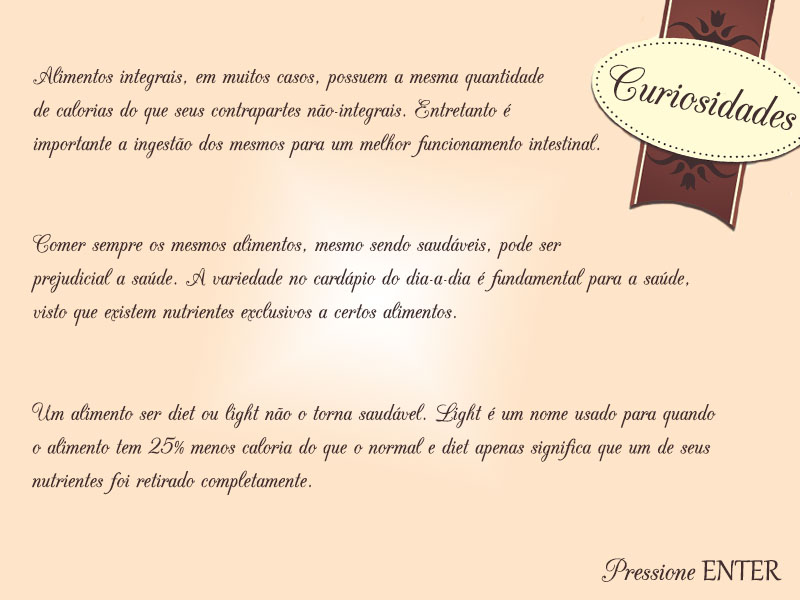 Curiosidades
Alimentos integrais, em muitos casos, possuem a mesma quantidade
de calorias do que seus contrapartes não-integrais. Entretanto é
importante a ingestão dos mesmos para um melhor funcionamento intestinal.
Comer sempre os mesmos alimentos, mesmo sendo saudáveis, pode ser
prejudicial a saúde. A variedade no cardápio do dia-a-dia é fundamental para a saúde,
visto que existem nutrientes exclusivos a certos alimentos.
Um alimento ser diet ou light não o torna saudável. Light é um nome usado para quando
o alimento tem 25% menos caloria do que o normal e diet apenas significa que um de seus
nutrientes foi retirado completamente.
Pressione ENTER